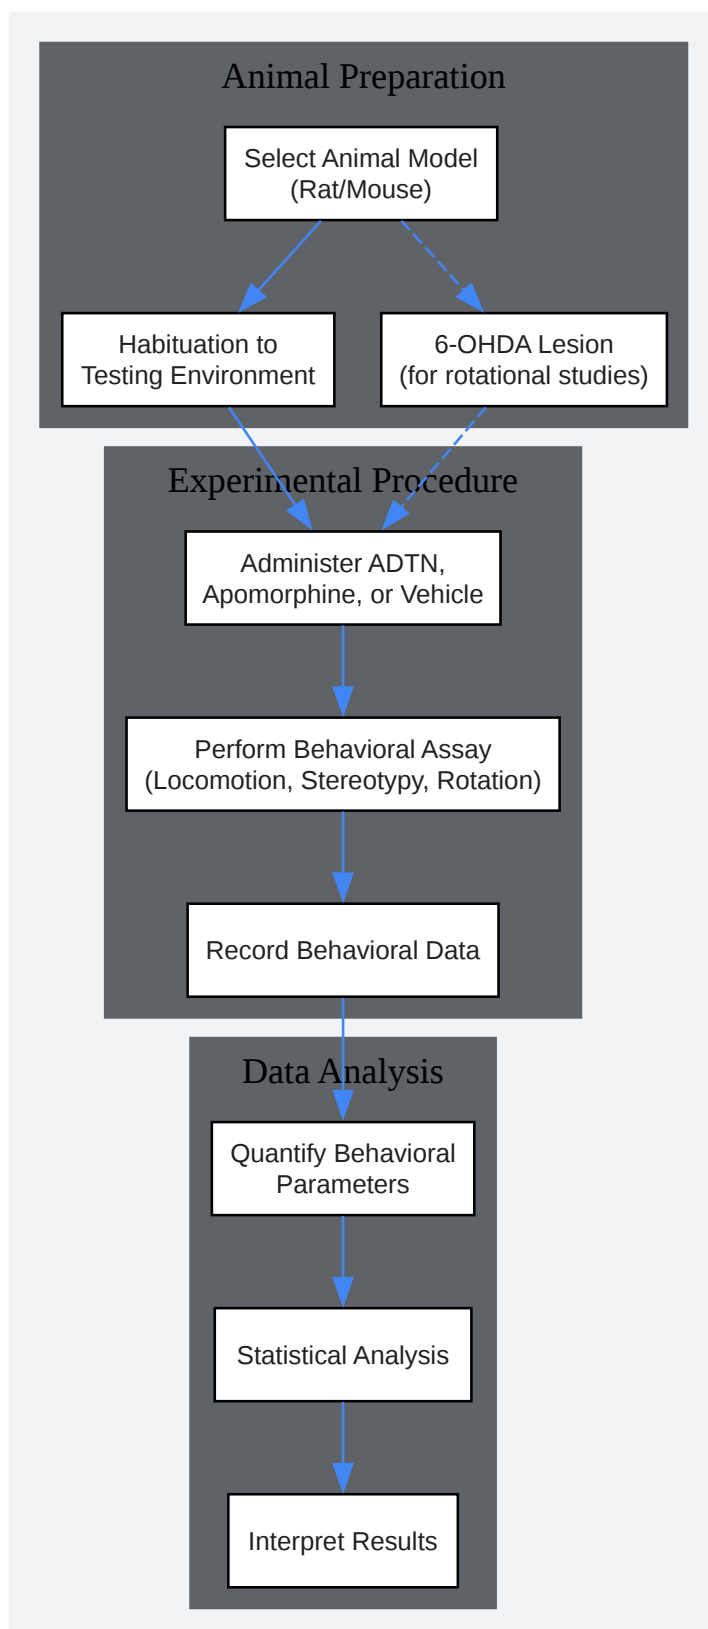 Animal Preparation
Select Animal Model
(Rat/Mouse)
Habituation to
Testing Environment
6-OHDA Lesion
(for rotational studies)
Experimental Procedure
Administer ADTN,
Apomorphine, or Vehicle
Perform Behavioral Assay
(Locomotion, Stereotypy, Rotation)
Record Behavioral Data
Data Analysis
Quantify Behavioral
Parameters
Statistical Analysis
Interpret Results